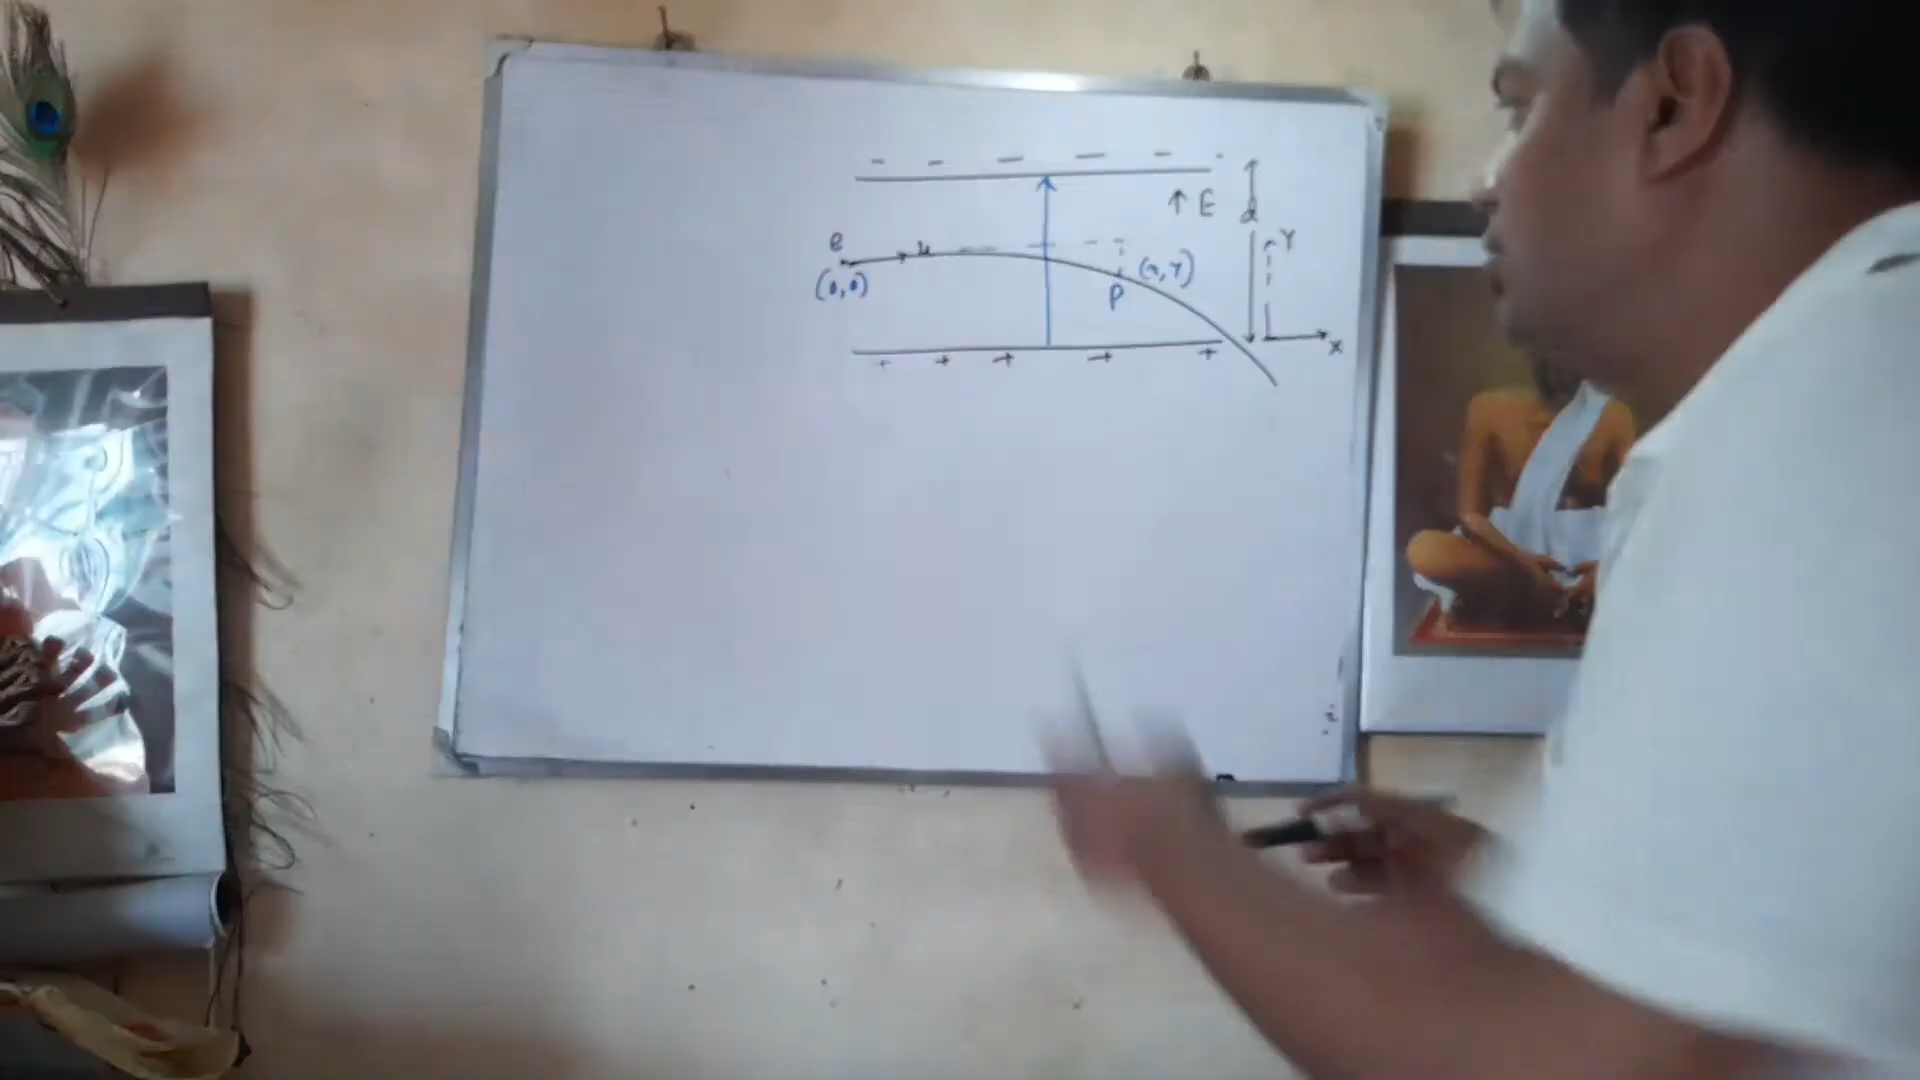 - - - - - -
↑ E
d
e
u
Y
(0,0)
(x,y)
P
x
+ + + + +